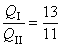 Q_I / Q_II = 13 / 11